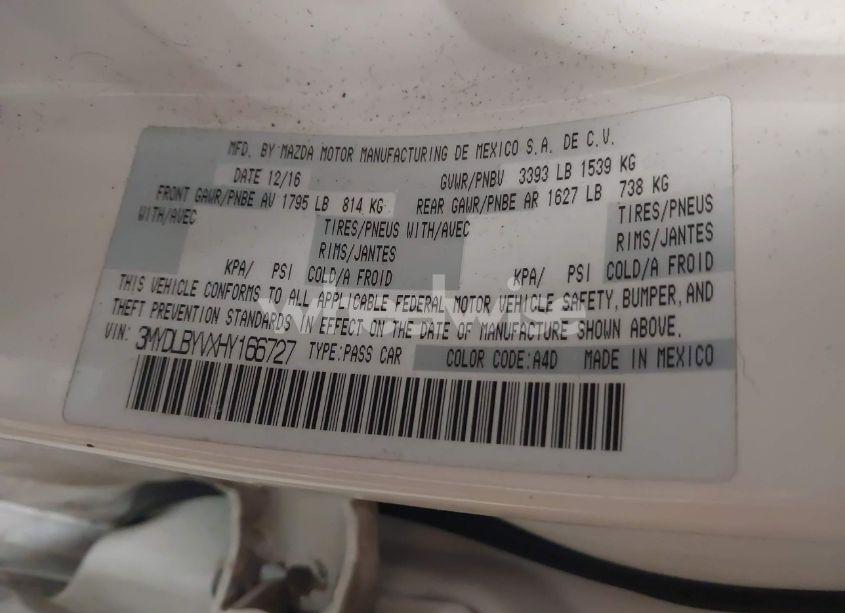 MFD. BY MAZDA MOTOR MANUFACTURING DE MEXICO S.A. DE C.V.
DATE 12/16 GVWR/PNBV 3393 LB 1539 KG
FRONT GAWR/PNBE AV 1795 LB 814 KG REAR GAWR/PNBE AR 1627 LB 738 KG
WITH/AVEC TIRES/PNEUS WITH/AVEC TIRES/PNEUS
RIMS/JANTES RIMS/JANTES
KPA/ PSI COLD/A FROID KPA/ PSI COLD/A FROID
THIS VEHICLE CONFORMS TO ALL APPLICABLE FEDERAL MOTOR VEHICLE SAFETY, BUMPER, AND
THEFT PREVENTION STANDARDS IN EFFECT ON THE DATE OF MANUFACTURE SHOWN ABOVE.
VIN: 3MYDLBYVXHY166727 TYPE:PASS CAR COLOR CODE:A4D MADE IN MEXICO